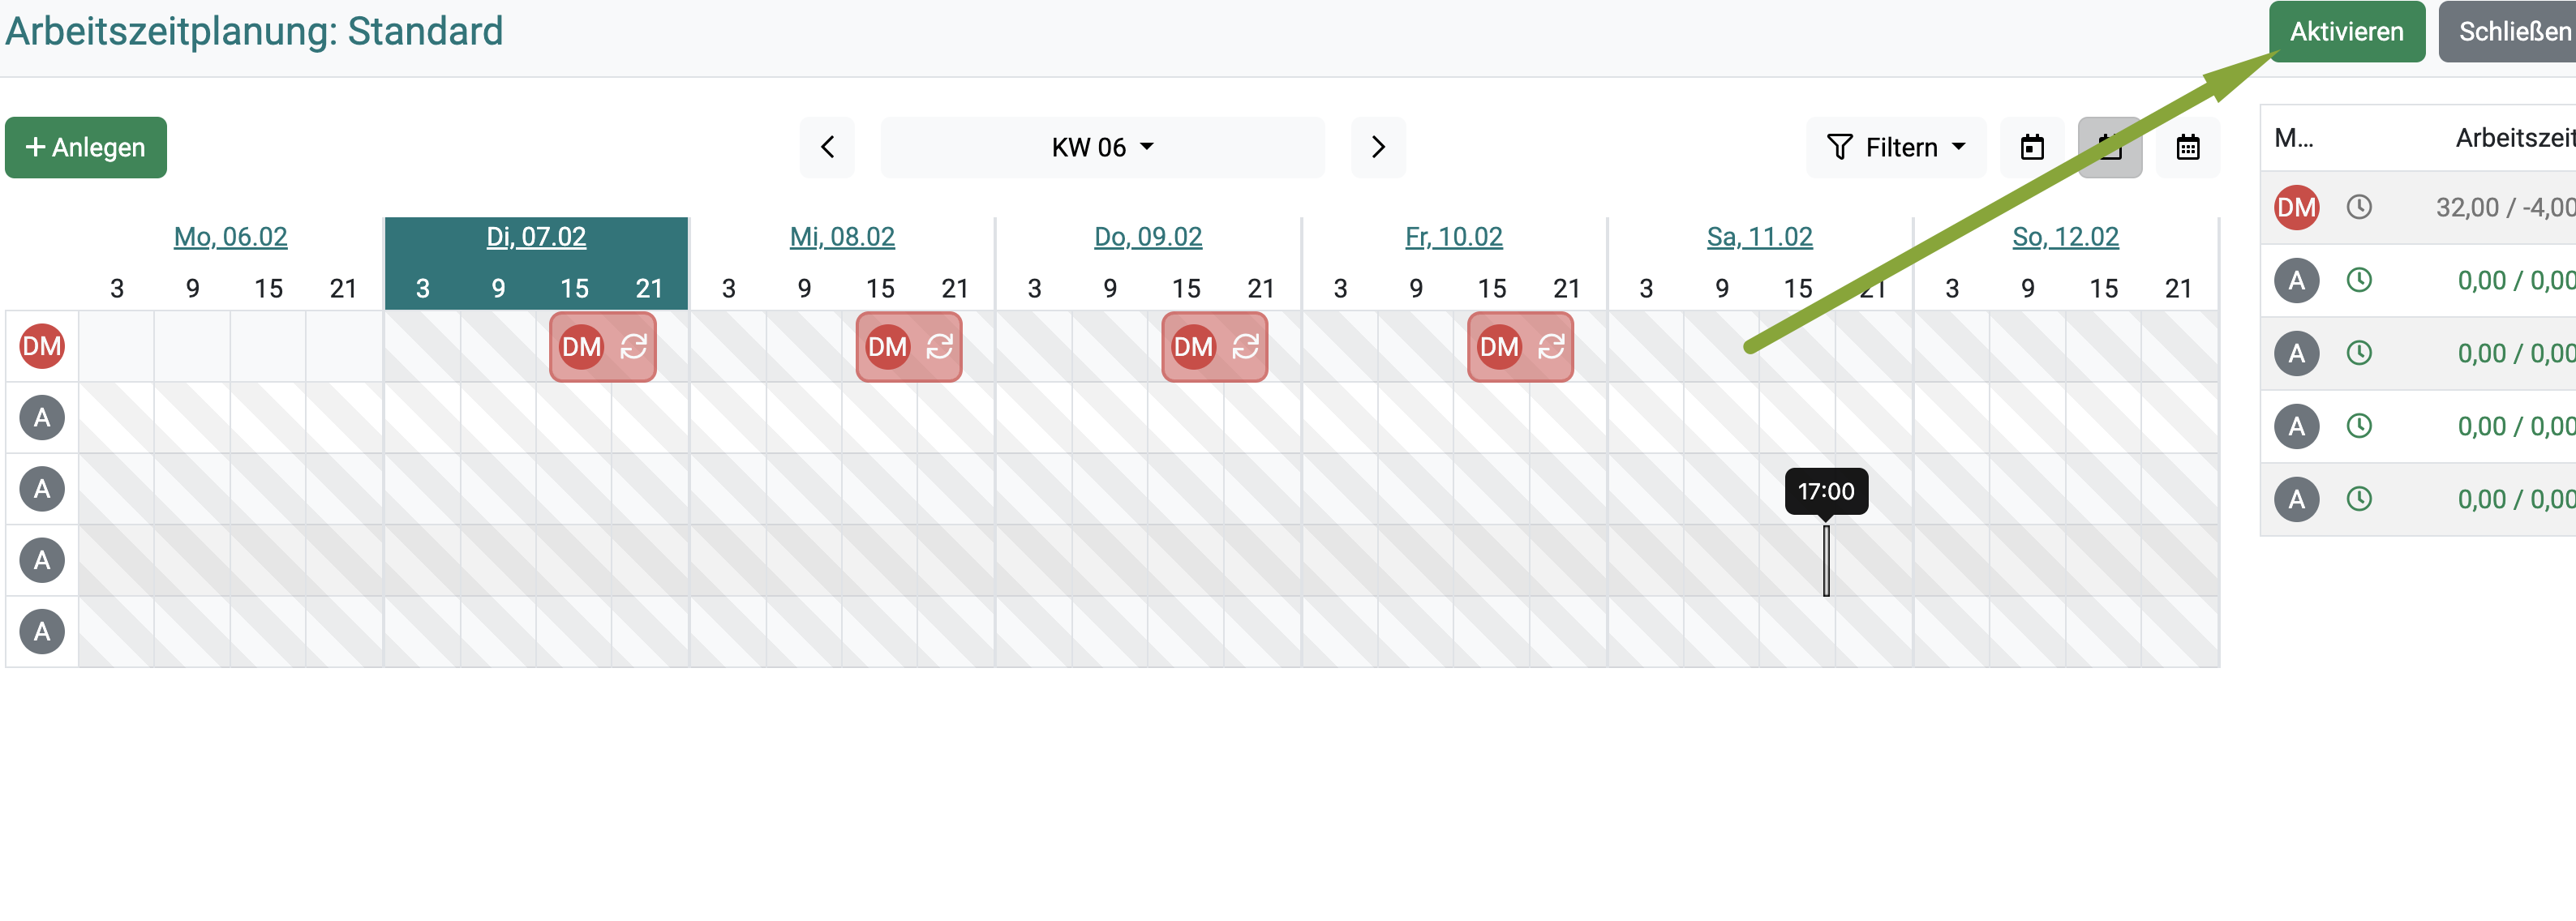 Arbeitszeitplanung: Standard
Aktivieren
Schließen
+ Anlegen
KW 06
Filtern
Mo, 06.02
Di, 07.02
Mi, 08.02
Do, 09.02
Fr, 10.02
Sa, 11.02
So, 12.02
3 9 15 21 3 9 15 21 3 9 15 21 3 9 15 21 3 9 15 21 3 9 15 21 3 9 15 21
DM DM DM DM DM
A
A
17:00
A
A
M... Arbeitszeit
DM 32,00 / -4,00
A 0,00 / 0,00
A 0,00 / 0,00
A 0,00 / 0,00
A 0,00 / 0,00